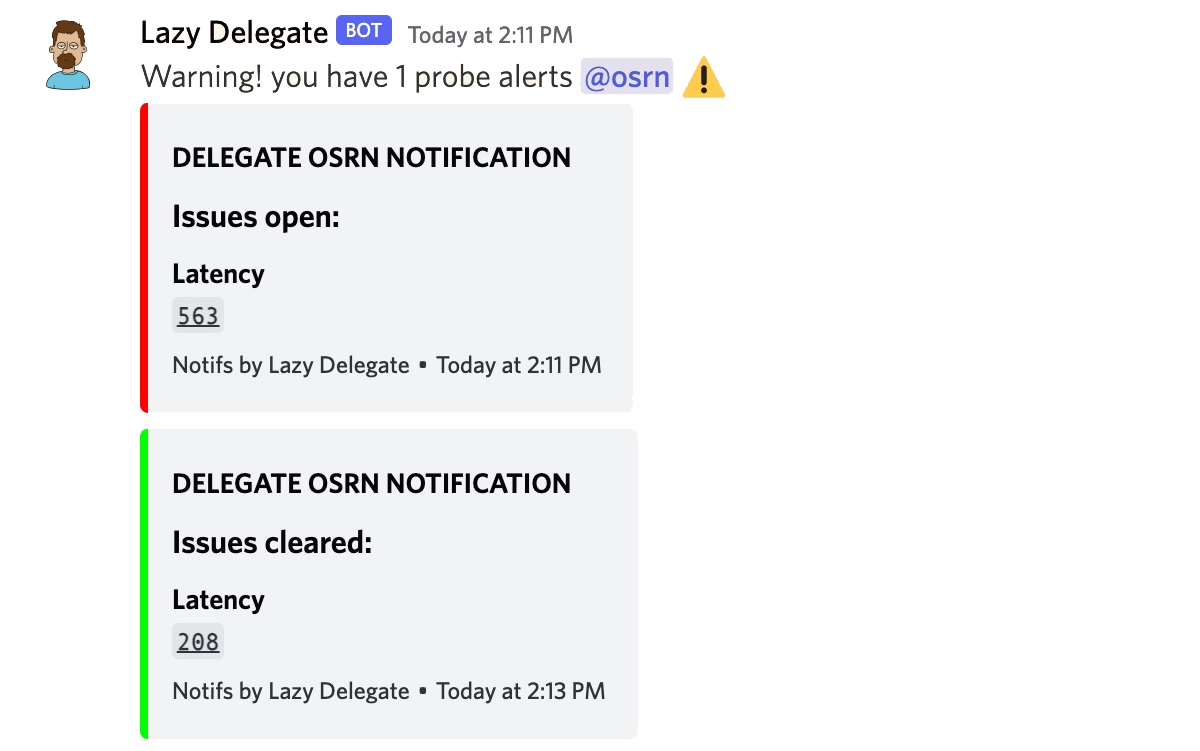 Lazy Delegate BOT Today at 2:11 PM
Warning! you have 1 probe alerts @osrn
DELEGATE OSRN NOTIFICATION
Issues open:
Latency
563
Notifs by Lazy Delegate • Today at 2:11 PM
DELEGATE OSRN NOTIFICATION
Issues cleared:
Latency
208
Notifs by Lazy Delegate • Today at 2:13 PM